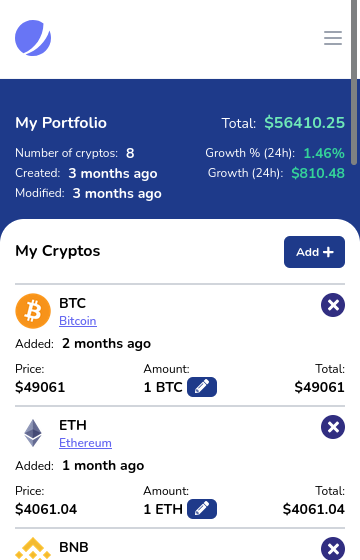 My Portfolio
Total: $56410.25
Number of cryptos: 8
Growth % (24h): 1.46%
Created: 3 months ago
Growth (24h): $810.48
Modified: 3 months ago
My Cryptos
Add +
BTC
Bitcoin
Added: 2 months ago
Price: Amount: Total:
$49061 1 BTC $49061
ETH
Ethereum
Added: 1 month ago
Price: Amount: Total:
$4061.04 1 ETH $4061.04
BNB